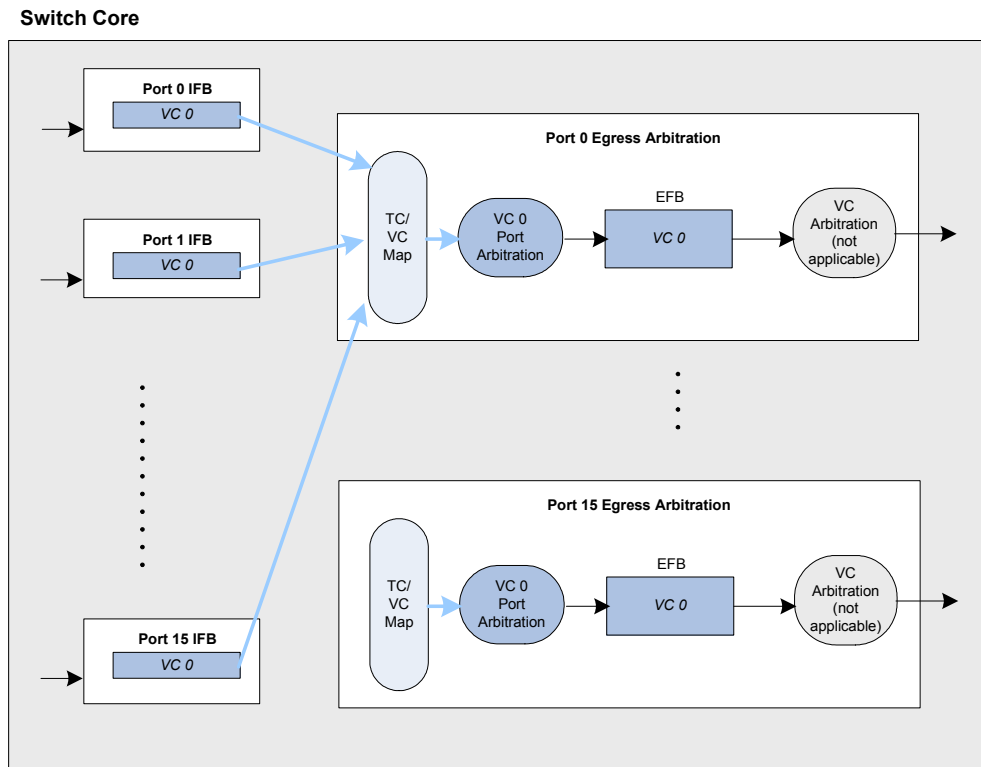 Switch Core
Port 0 IFB
VC 0
Port 1 IFB
VC 0
Port 15 IFB
VC 0
Port 0 Egress Arbitration
TC/
VC
Map
VC 0
Port
Arbitration
EFB
VC 0
VC
Arbitration
(not
applicable)
Port 15 Egress Arbitration
TC/
VC
Map
VC 0
Port
Arbitration
EFB
VC 0
VC
Arbitration
(not
applicable)